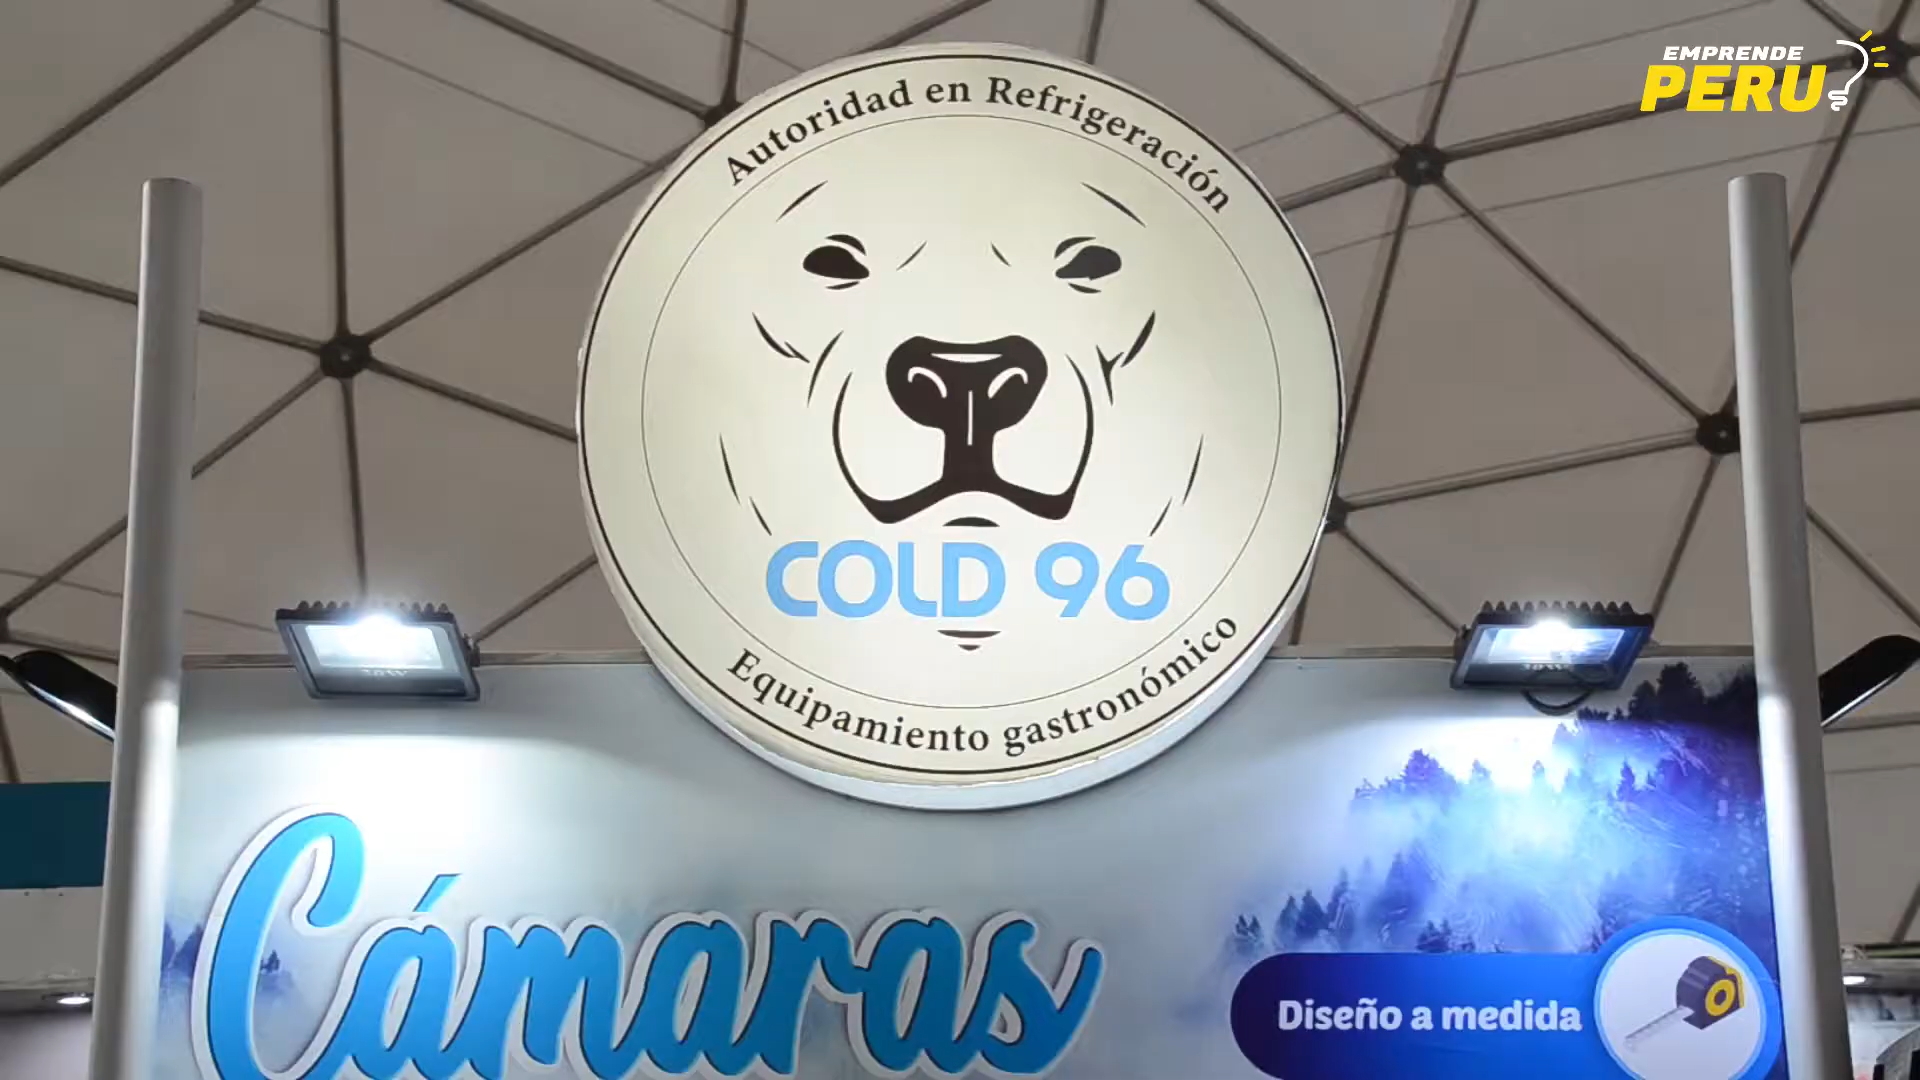 EMPRENDE
PERU
Autoridad en Refrigeración
COLD 96
Equipamiento gastronómico
Cámaras
Diseño a medida